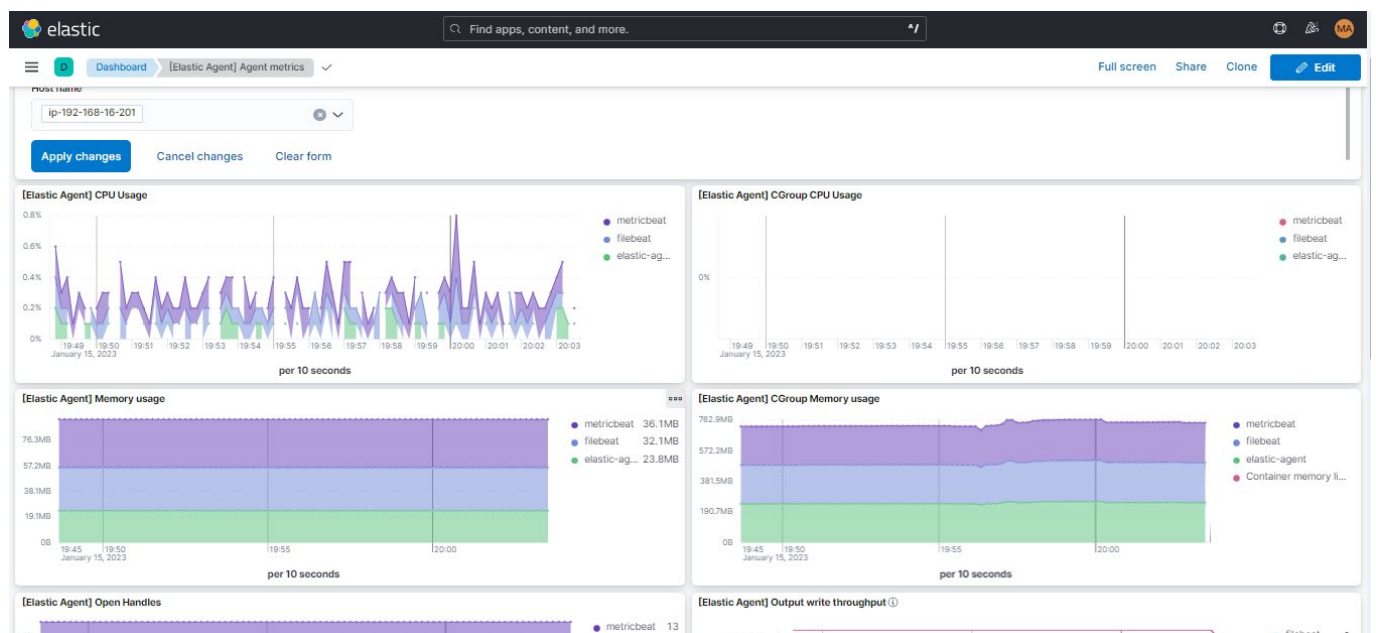 elastic
Find apps, content, and more.
^/
MA
D
Dashboard
[Elastic Agent] Agent metrics
Full screen
Share
Clone
Edit
Host name
ip-192-168-16-201
Apply changes
Cancel changes
Clear form
[Elastic Agent] CPU Usage
0.8%
0.6%
0.4%
0.2%
0%
19:49 19:50 19:51 19:52 19:53 19:54 19:55 19:56 19:57 19:58 19:59 20:00 20:01 20:02 20:03
January 15, 2023
per 10 seconds
metricbeat
filebeat
elastic-ag...
[Elastic Agent] CGroup CPU Usage
0%
19:49 19:50 19:51 19:52 19:53 19:54 19:55 19:56 19:57 19:58 19:59 20:00 20:01 20:02 20:03
January 15, 2023
per 10 seconds
metricbeat
filebeat
elastic-ag...
[Elastic Agent] Memory usage
76.3MB
57.2MB
38.1MB
19.1MB
0B
19:45 19:50 19:55 20:00
January 15, 2023
per 10 seconds
metricbeat 36.1MB
filebeat 32.1MB
elastic-ag... 23.8MB
[Elastic Agent] CGroup Memory usage
762.9MB
572.2MB
381.5MB
190.7MB
0B
19:45 19:50 19:55 20:00
January 15, 2023
per 10 seconds
metricbeat
filebeat
elastic-agent
Container memory li...
[Elastic Agent] Open Handles
metricbeat 13
[Elastic Agent] Output write throughput